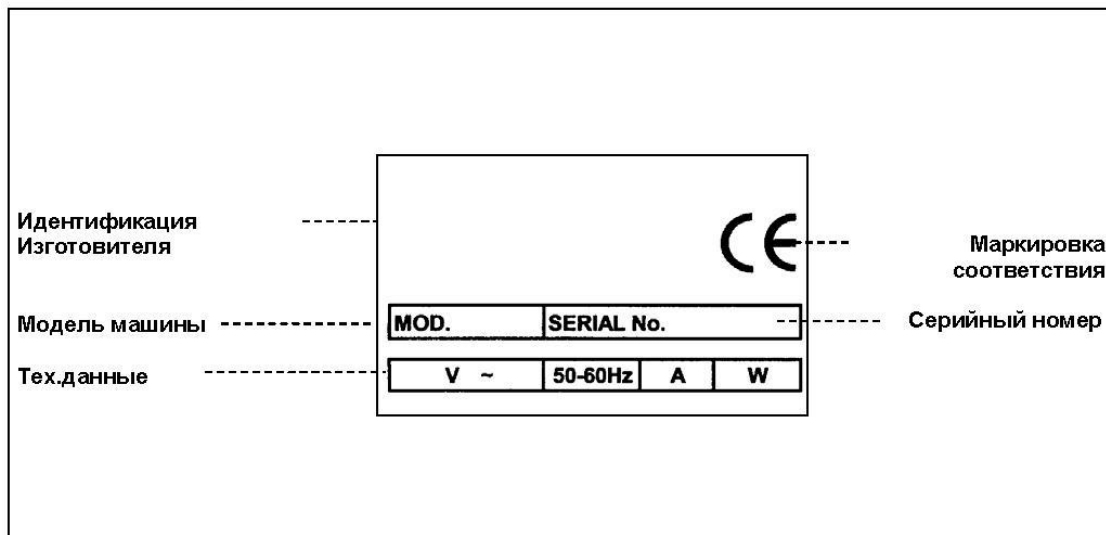 Идентификация
Изготовителя
CE
Маркировка
соответствия
Модель машины
MOD.
SERIAL No.
Серийный номер
Тех.данные
V ~
50-60Hz
A
W